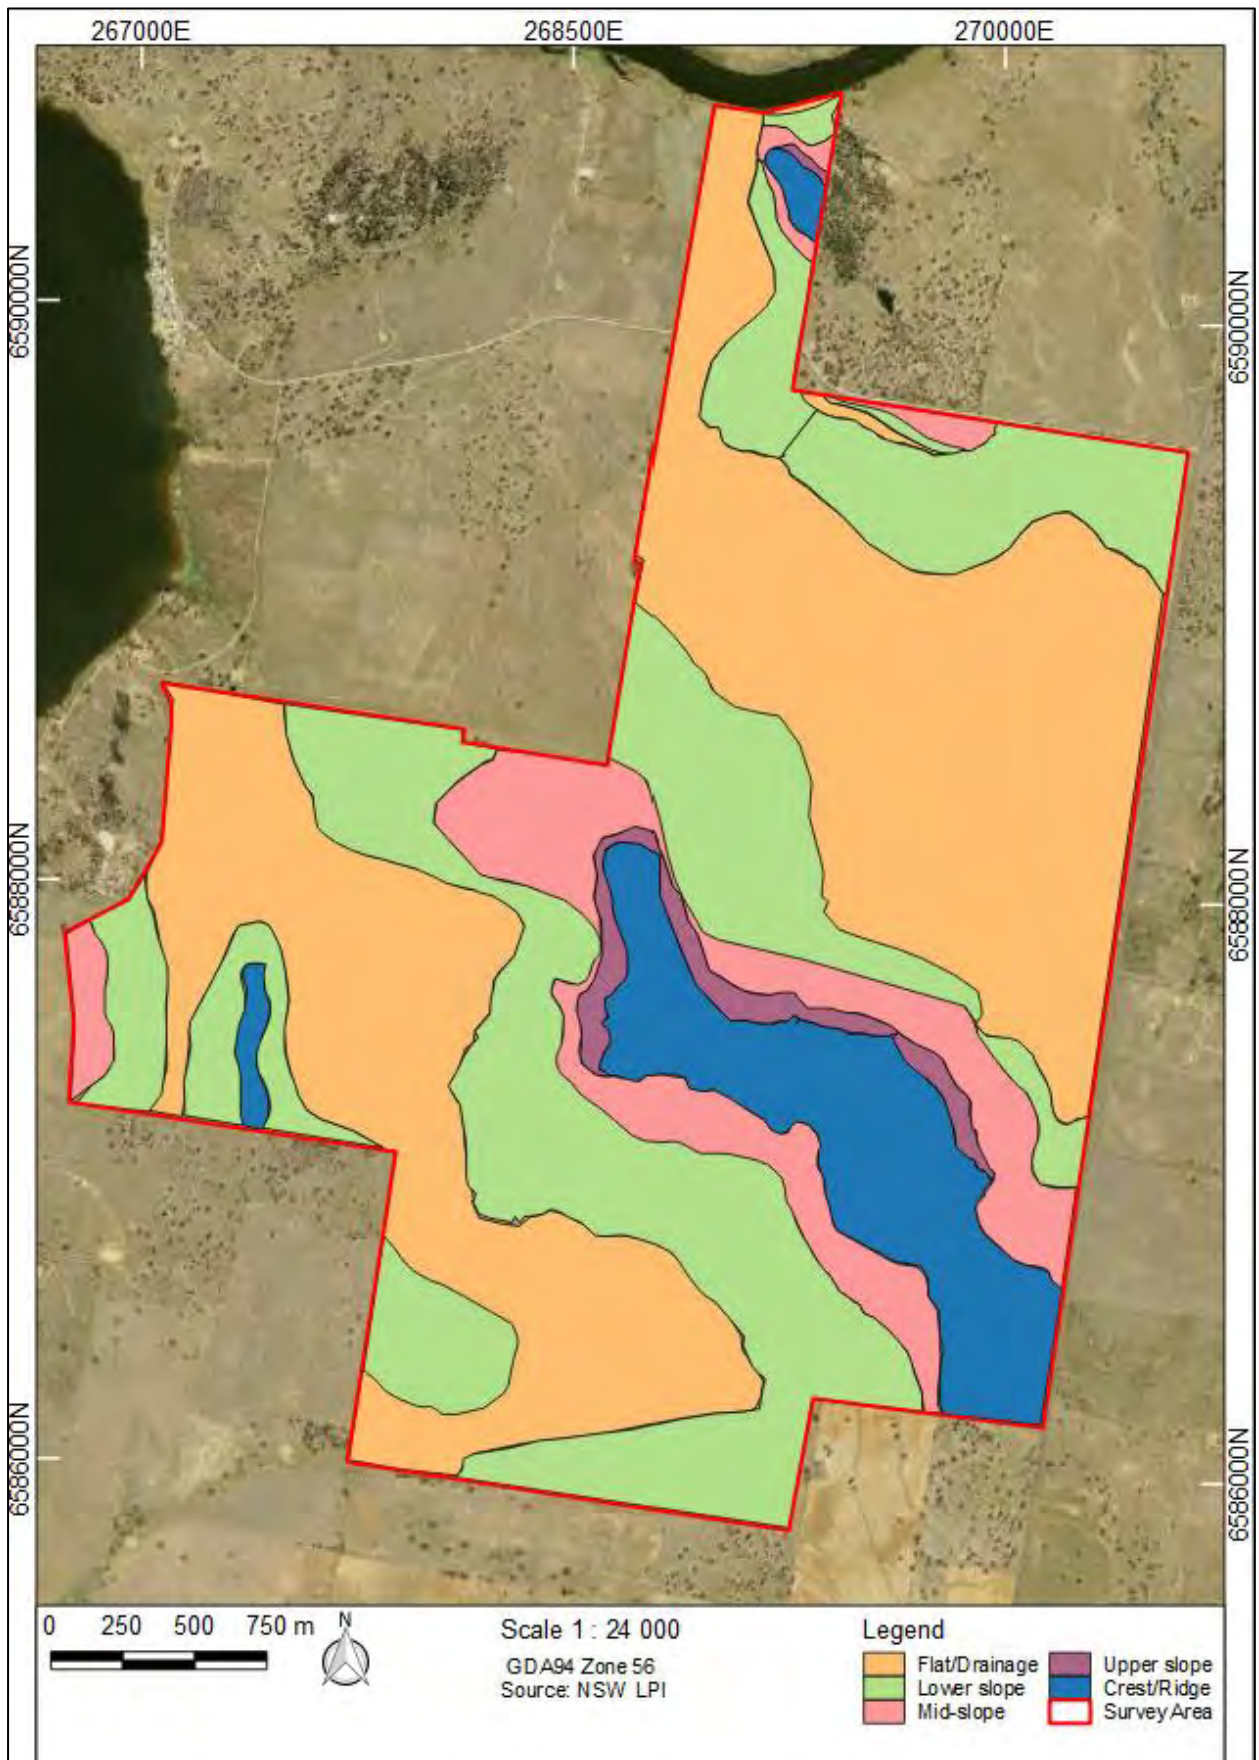 267000E 268500E 270000E
6590000N 6590000N
6588000N 6588000N
6586000N 6586000N
0 250 500 750 m N
Scale 1 : 24 000
GDA94 Zone 56
Source: NSW LPI
Legend
Flat/Drainage
Lower slope
Mid-slope
Upper slope
Crest/Ridge
Survey Area